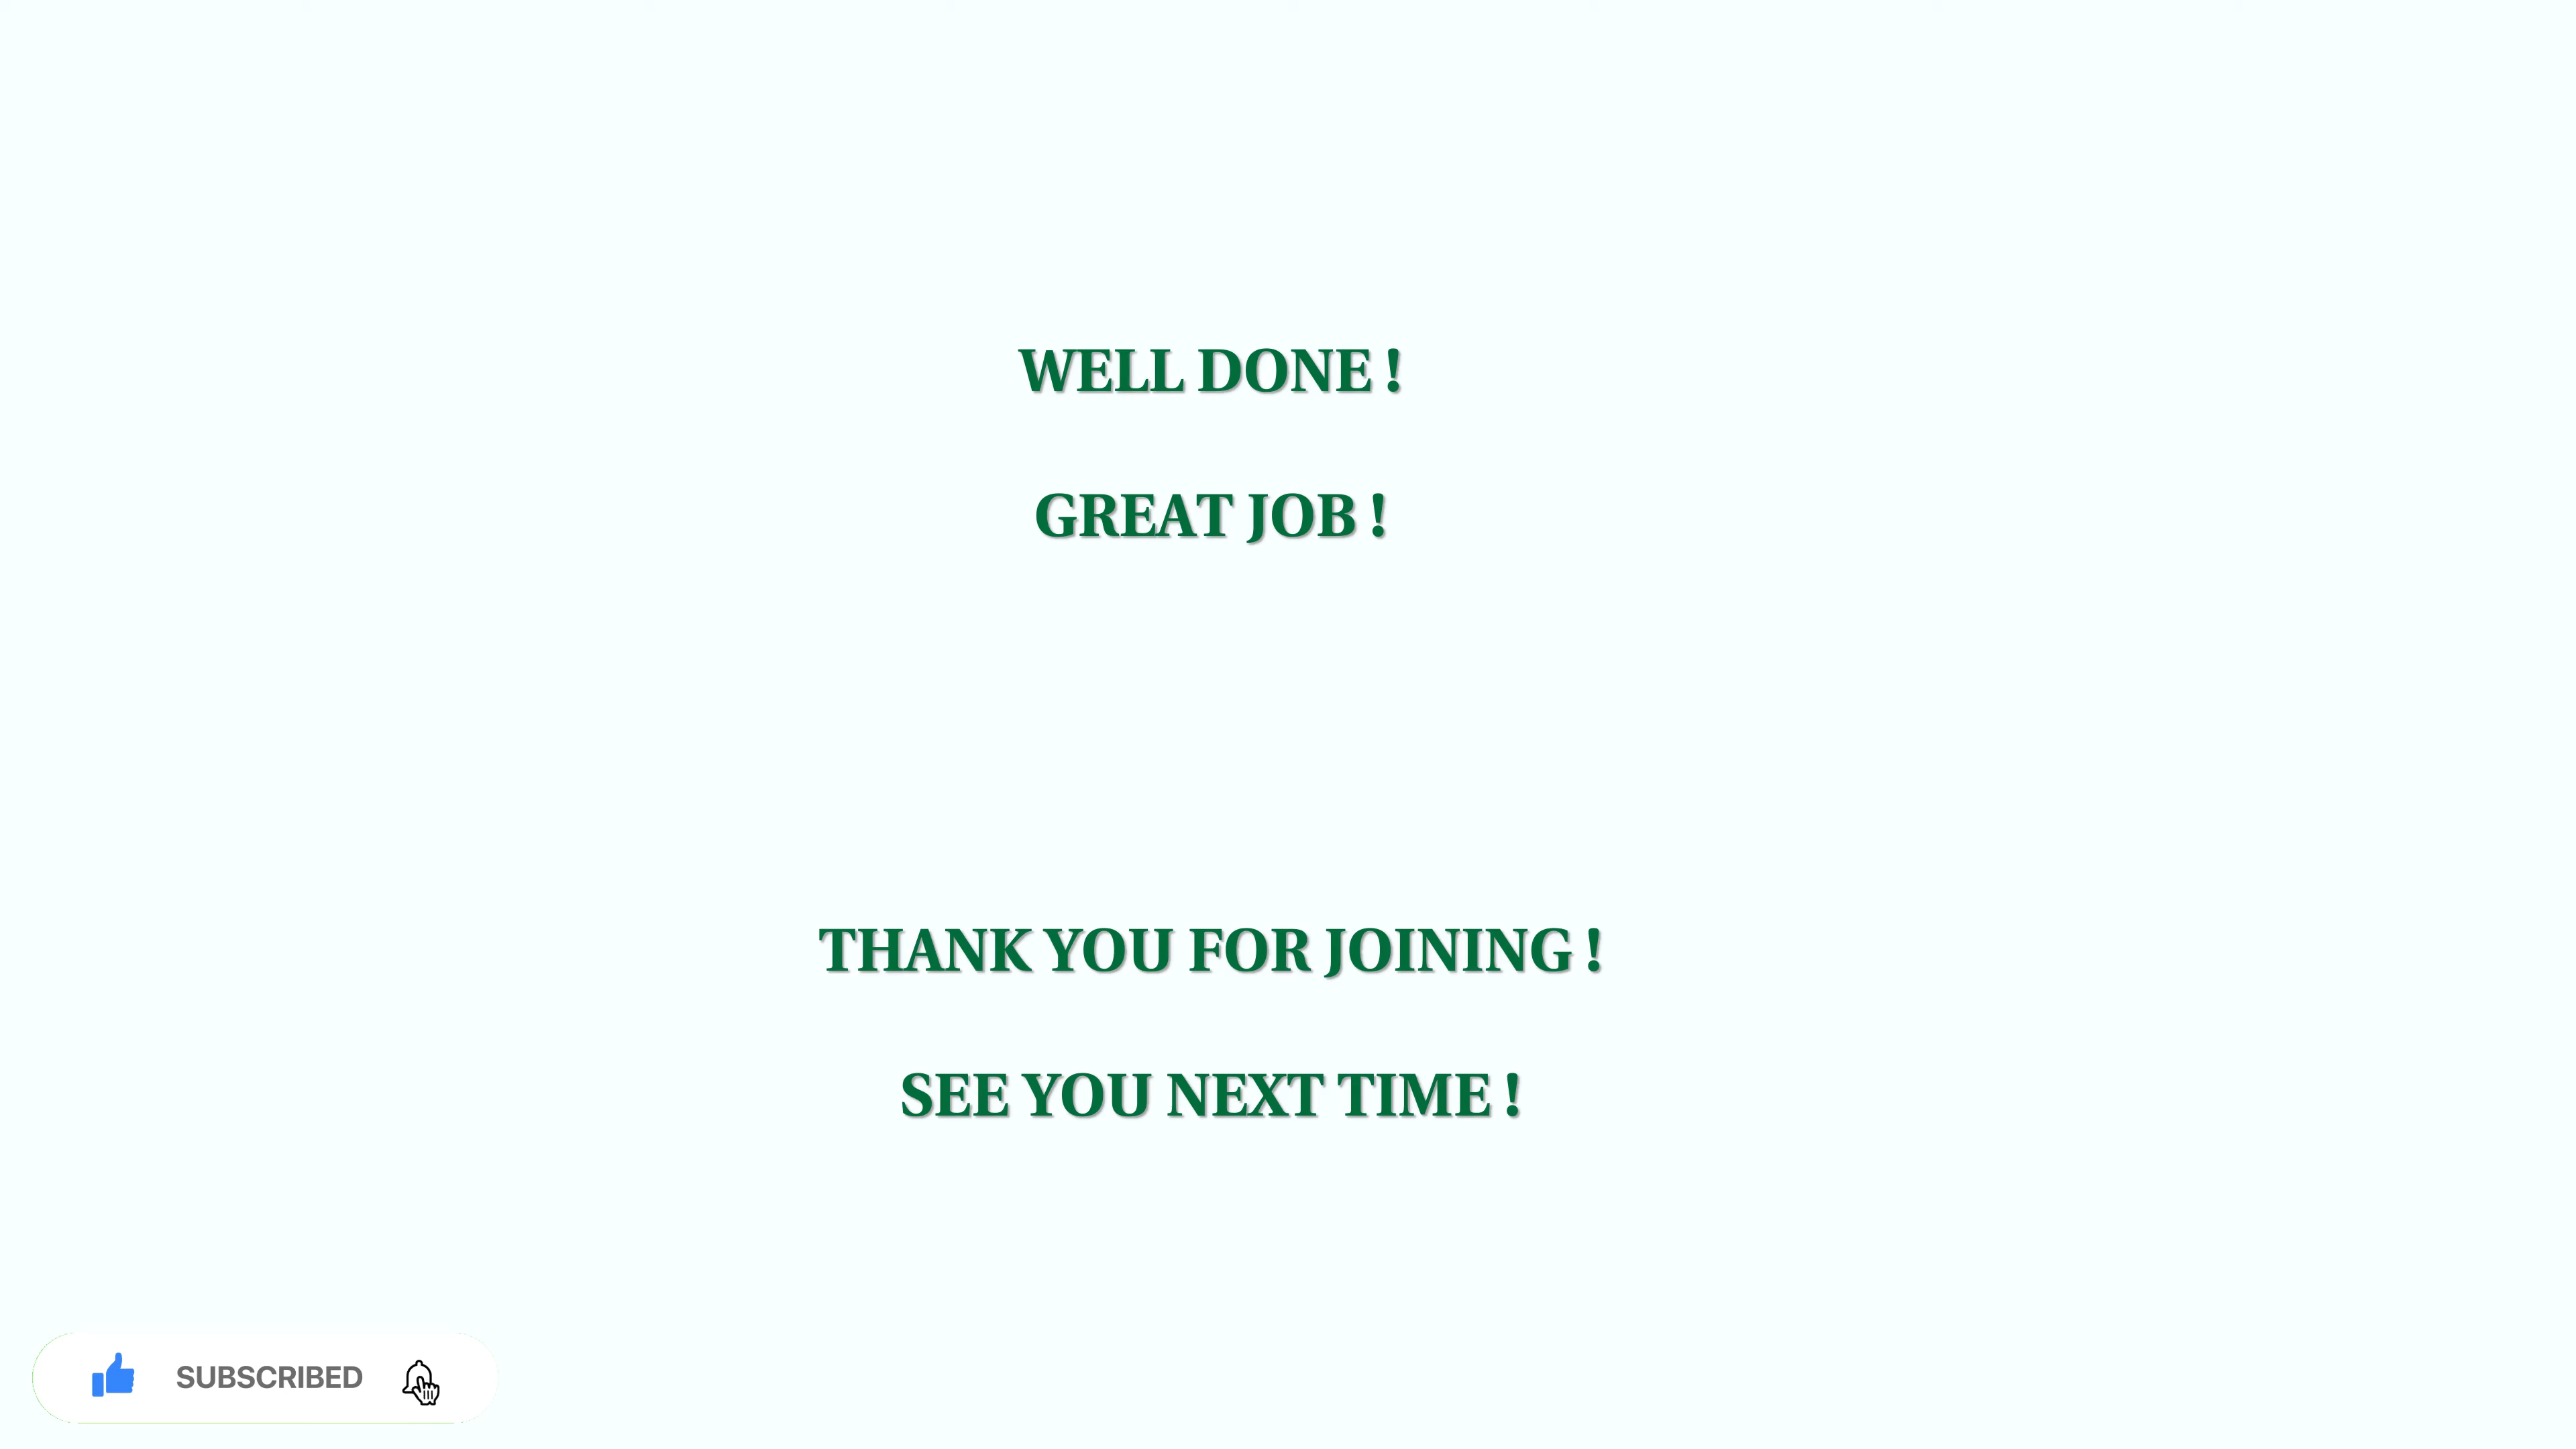 WELL DONE !
GREAT JOB !
THANK YOU FOR JOINING !
SEE YOU NEXT TIME !
SUBSCRIBED